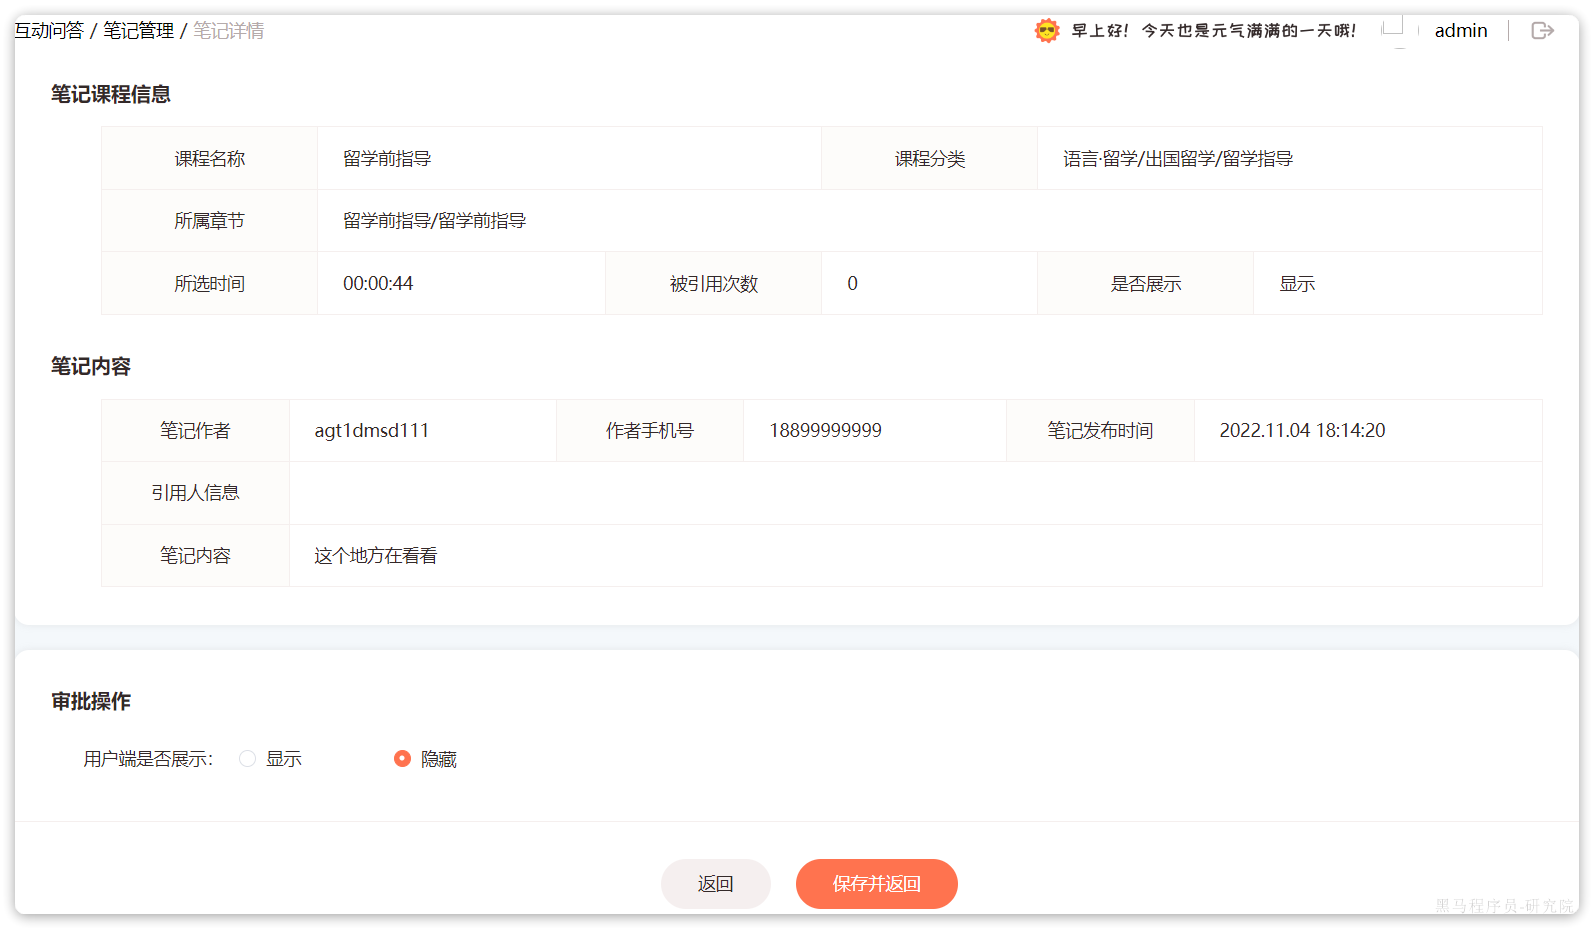 互动问答 / 笔记管理 / 笔记详情 早上好！今天也是元气满满的一天哦！ admin
笔记课程信息
课程名称 留学前指导 课程分类 语言·留学/出国留学/留学指导
所属章节 留学前指导/留学前指导
所选时间 00:00:44 被引用次数 0 是否展示 显示
笔记内容
笔记作者 agt1dmsd111 作者手机号 18899999999 笔记发布时间 2022.11.04 18:14:20
引用人信息
笔记内容 这个地方在看看
审批操作
用户端是否展示： 显示 隐藏
返回 保存并返回
黑马程序员-研究院